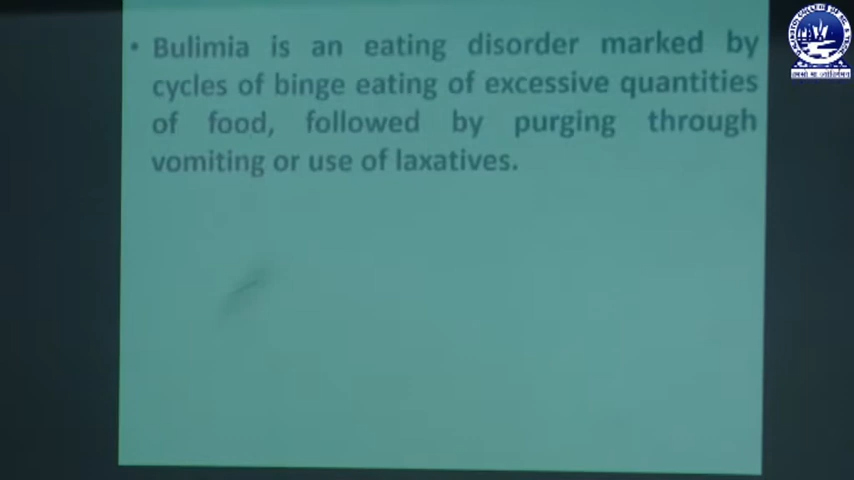 • Bulimia is an eating disorder marked by
cycles of binge eating of excessive quantities
of food, followed by purging through
vomiting or use of laxatives.